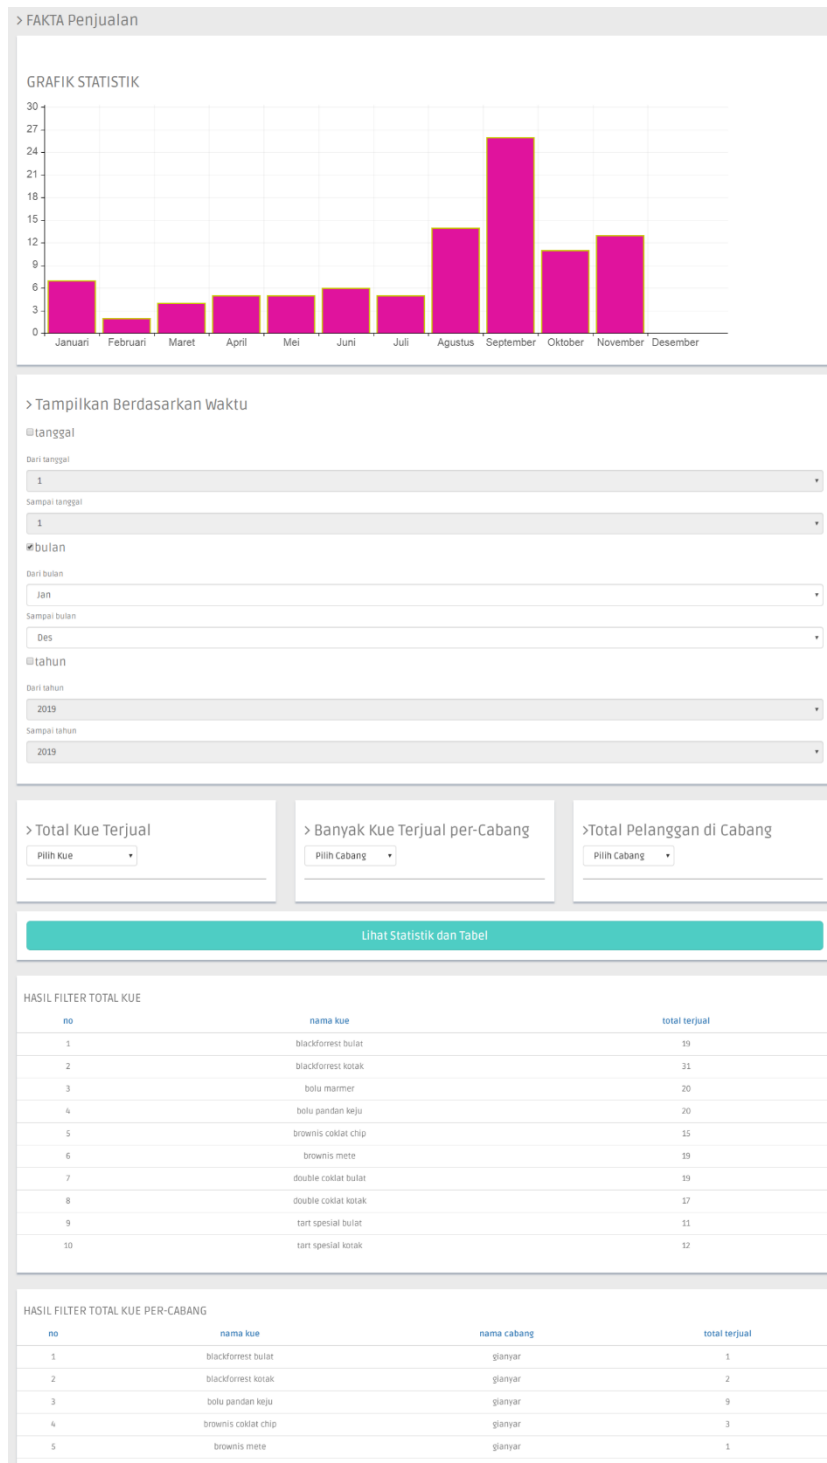 > FAKTA Penjualan
GRAFIK STATISTIK
30
27
24
21
18
15
12
9
6
3
0
Januari Februari Maret April Mei Juni Juli Agustus September Oktober November Desember
> Tampilkan Berdasarkan Waktu
tanggal
Dari tanggal
1
Sampai tanggal
1
bulan
Dari bulan
Jan
Sampai bulan
Des
tahun
Dari tahun
2019
Sampai tahun
2019
> Total Kue Terjual
Pilih Kue
> Banyak Kue Terjual per-Cabang
Pilih Cabang
>Total Pelanggan di Cabang
Pilih Cabang
Lihat Statistik dan Tabel
HASIL FILTER TOTAL KUE
no nama kue total terjual
1 blackforrest bulat 19
2 blackforrest kotak 31
3 bolu marmer 20
4 bolu pandan keju 20
5 brownis coklat chip 15
6 brownis mete 19
7 double coklat bulat 19
8 double coklat kotak 17
9 tart spesial bulat 11
10 tart spesial kotak 12
HASIL FILTER TOTAL KUE PER-CABANG
no nama kue nama cabang total terjual
1 blackforrest bulat gianyar 1
2 blackforrest kotak gianyar 2
3 bolu pandan keju gianyar 9
4 brownis coklat chip gianyar 3
5 brownis mete gianyar 1